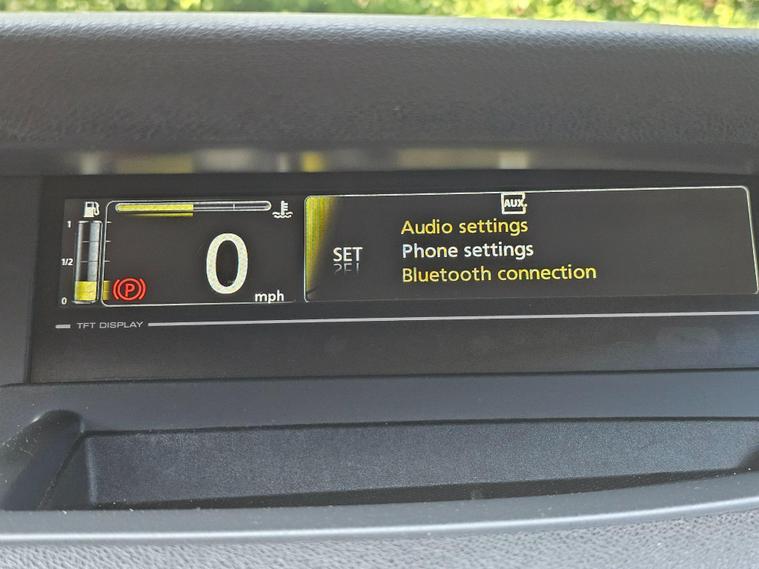 AUX
1
1/2
0
P
0
mph
SET
Audio settings
Phone settings
Bluetooth connection
TFT DISPLAY